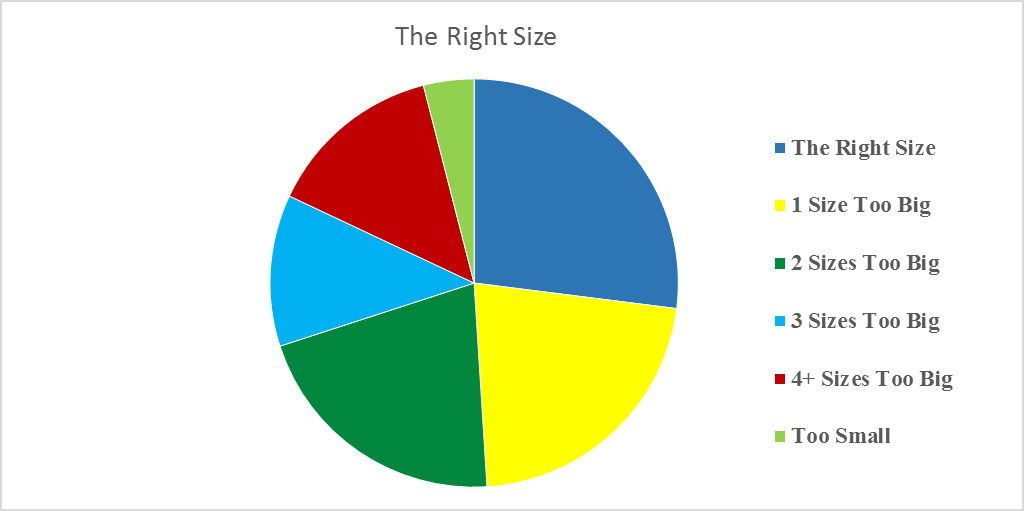 The Right Size
The Right Size
1 Size Too Big
2 Sizes Too Big
3 Sizes Too Big
4+ Sizes Too Big
Too Small